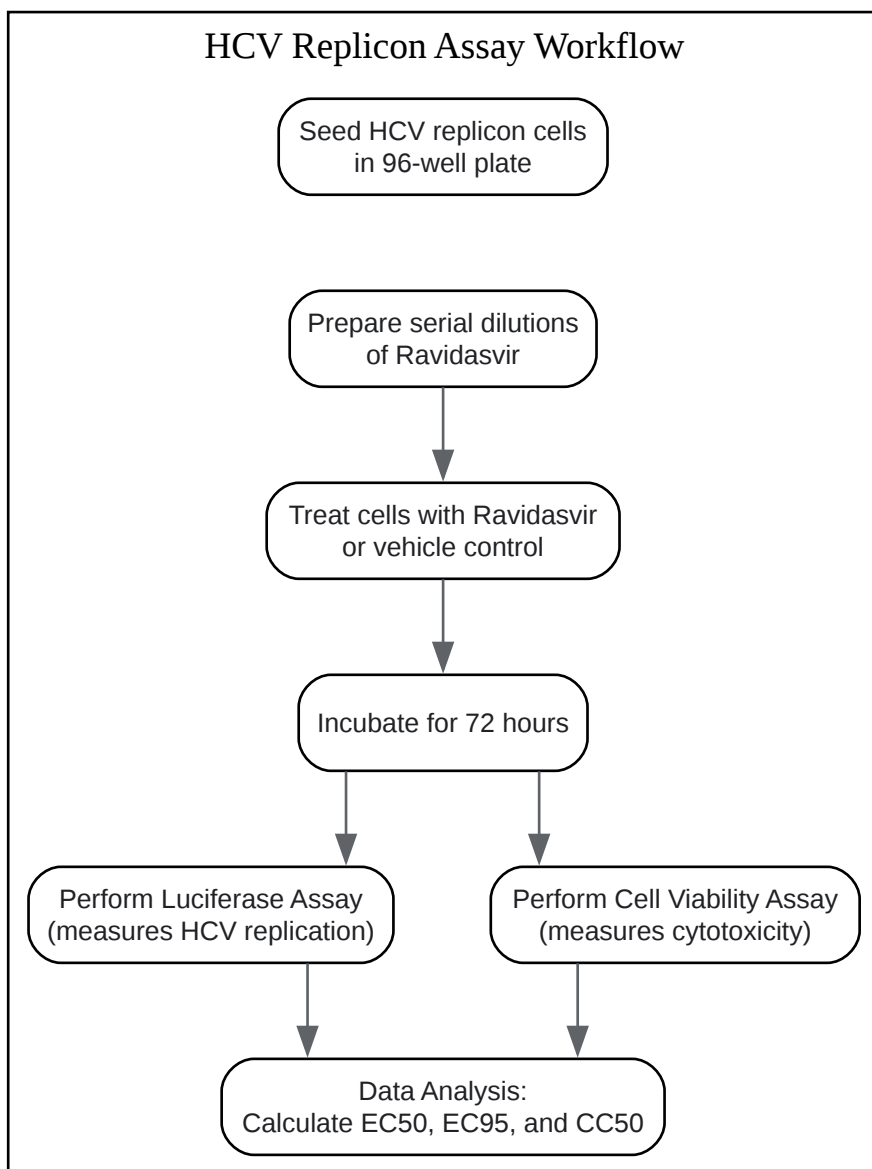 HCV Replicon Assay Workflow
Seed HCV replicon cells
in 96-well plate
Prepare serial dilutions
of Ravidasvir
Treat cells with Ravidasvir
or vehicle control
Incubate for 72 hours
Perform Luciferase Assay
(measures HCV replication)
Perform Cell Viability Assay
(measures cytotoxicity)
Data Analysis:
Calculate EC50, EC95, and CC50